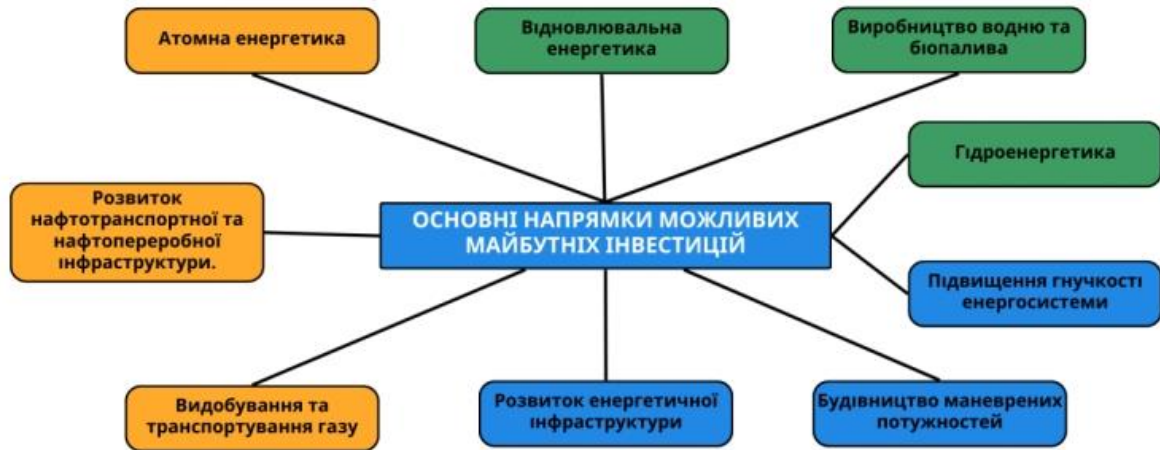 Атомна енергетика
Відновлювальна
енергетика
Виробництво водню та
біопалива
Гідроенергетика
Розвиток
нафтотранспортної та
нафтопереробної
інфраструктури.
ОСНОВНІ НАПРЯМКИ МОЖЛИВИХ
МАЙБУТНІХ ІНВЕСТИЦІЙ
Підвищення гнучкості
енергосистеми
Видобування та
транспортування газу
Розвиток енергетичної
інфраструктури
Будівництво маневрених
потужностей